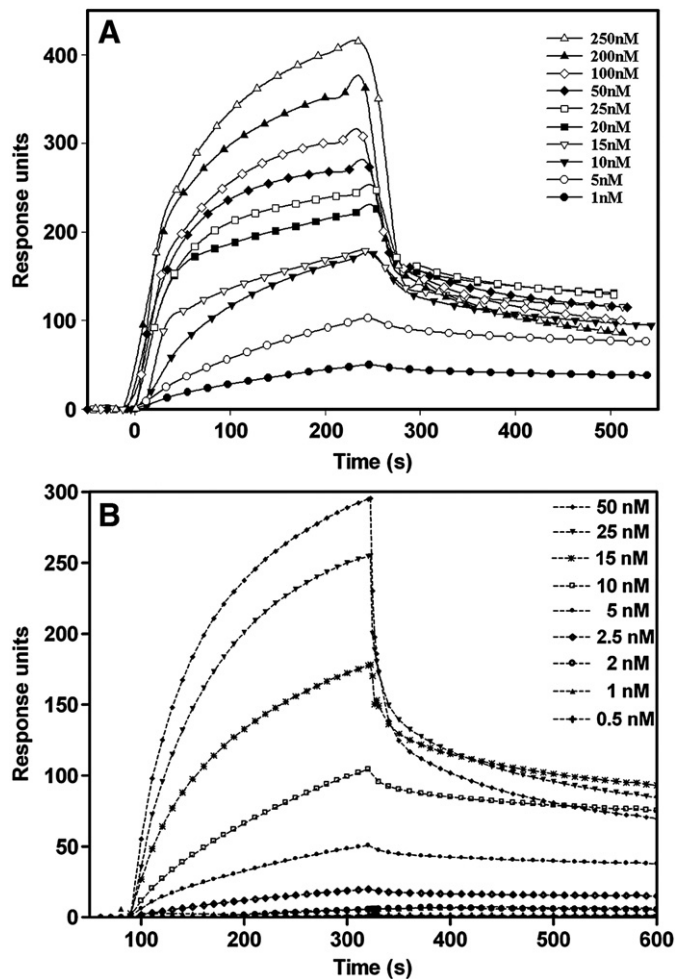 A
400
300
200
100
0
Response units
0 100 200 300 400 500
Time (s)
250nM
200nM
100nM
50nM
25nM
20nM
15nM
10nM
5nM
1nM
B
300
250
200
150
100
50
0
Response units
100 200 300 400 500 600
Time (s)
50 nM
25 nM
15 nM
10 nM
5 nM
2.5 nM
2 nM
1 nM
0.5 nM